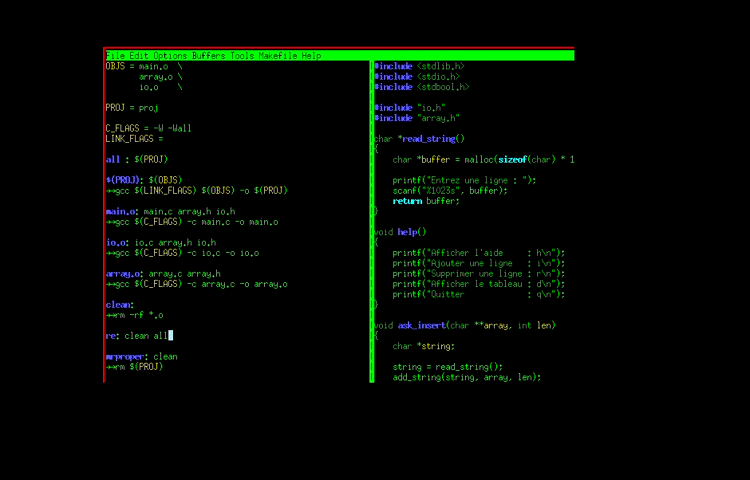 File Edit Options Buffers Tools Makefile Help
OBJS = main.o \
array.o \
io.o \
PROJ = proj
C_FLAGS = -W -Wall
LINK_FLAGS =
all : $(PROJ)
$(PROJ): $(OBJS)
gcc $(LINK_FLAGS) $(OBJS) -o $(PROJ)
main.o: main.c array.h io.h
gcc $(C_FLAGS) -c main.c -o main.o
io.o: io.c array.h io.h
gcc $(C_FLAGS) -c io.c -o io.o
array.o: array.c array.h
gcc $(C_FLAGS) -c array.c -o array.o
clean:
rm -rf *.o
re: clean all
mrproper: clean
rm $(PROJ)
#include <stdlib.h>
#include <stdio.h>
#include <stdbool.h>
#include "io.h"
#include "array.h"
char *read_string()
{
char *buffer = malloc(sizeof(char) * 1
printf("Entrez une ligne : ");
scanf("%1023s", buffer);
return buffer;
}
void help()
{
printf("Afficher l'aide : h\n");
printf("Ajouter une ligne : i\n");
printf("Supprimer une ligne : r\n");
printf("Afficher le tableau : d\n");
printf("Quitter : q\n");
}
void ask_insert(char **array, int len)
{
char *string;
string = read_string();
add_string(string, array, len);